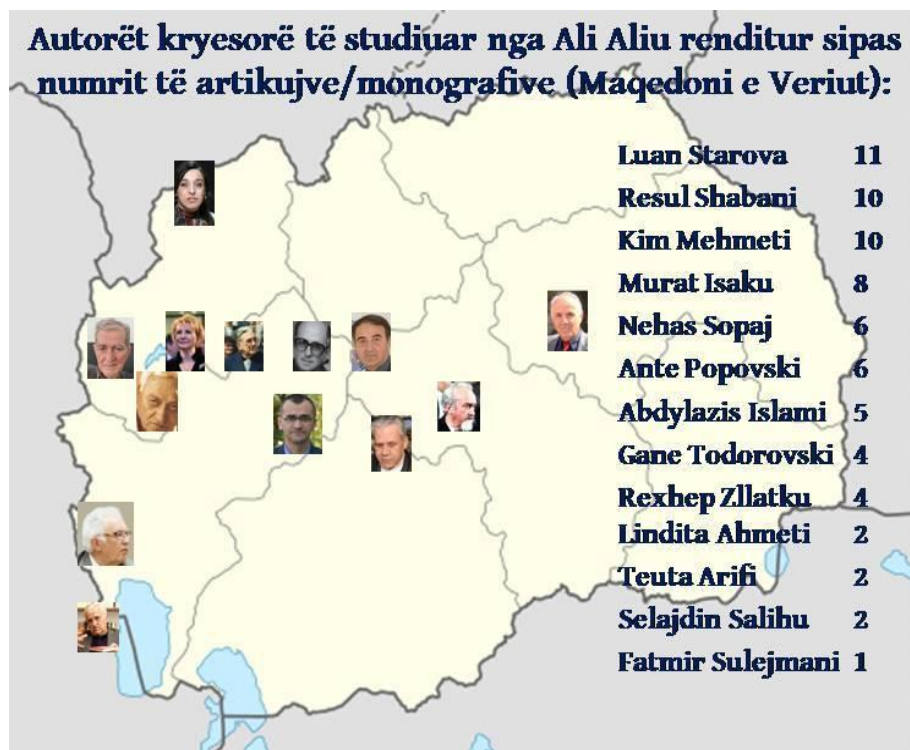 Autorët kryesorë të studiuar nga Ali Aliu renditur sipas
numrit të artikujve/monografive (Maqedoni e Veriut):
Luan Starova 11
Resul Shabani 10
Kim Mehmeti 10
Murat Isaku 8
Nehas Sopaj 6
Ante Popovski 6
Abdylazis Islami 5
Gane Todorovski 4
Rexhep Zllatku 4
Lindita Ahmeti 2
Teuta Arifi 2
Selajdin Salihu 2
Fatmir Sulejmani 1